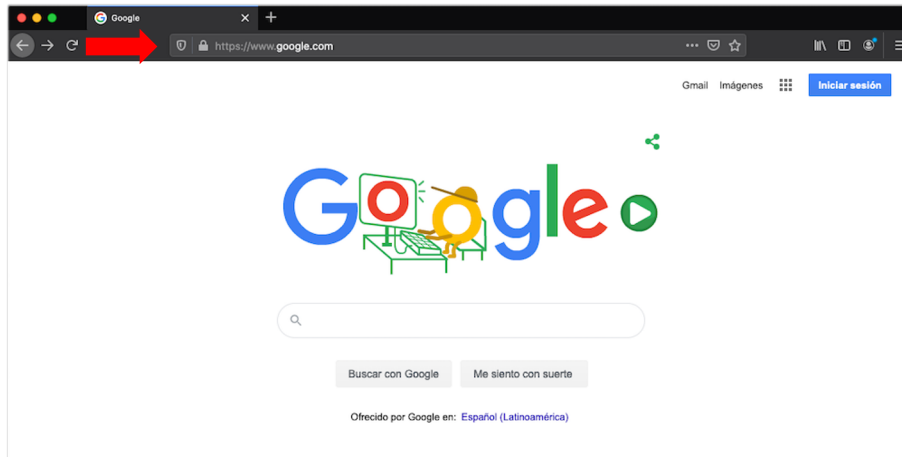 Google
https://www.google.com
Gmail Imágenes Iniciar sesión
Google
Buscar con Google Me siento con suerte
Ofrecido por Google en: Español (Latinoamérica)